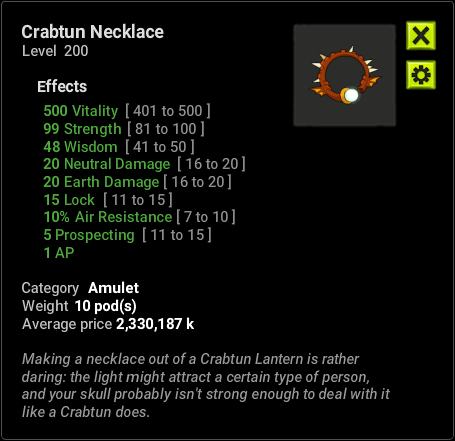 Crabtun Necklace
Level 200
Effects
500 Vitality [ 401 to 500 ]
99 Strength [ 81 to 100 ]
48 Wisdom [ 41 to 50 ]
20 Neutral Damage [ 16 to 20 ]
20 Earth Damage [ 16 to 20 ]
15 Lock [ 11 to 15 ]
10% Air Resistance [ 7 to 10 ]
5 Prospecting [ 11 to 15 ]
1 AP
Category Amulet
Weight 10 pod(s)
Average price 2,330,187 k
Making a necklace out of a Crabtun Lantern is rather
daring: the light might attract a certain type of person,
and your skull probably isn't strong enough to deal with it
like a Crabtun does.